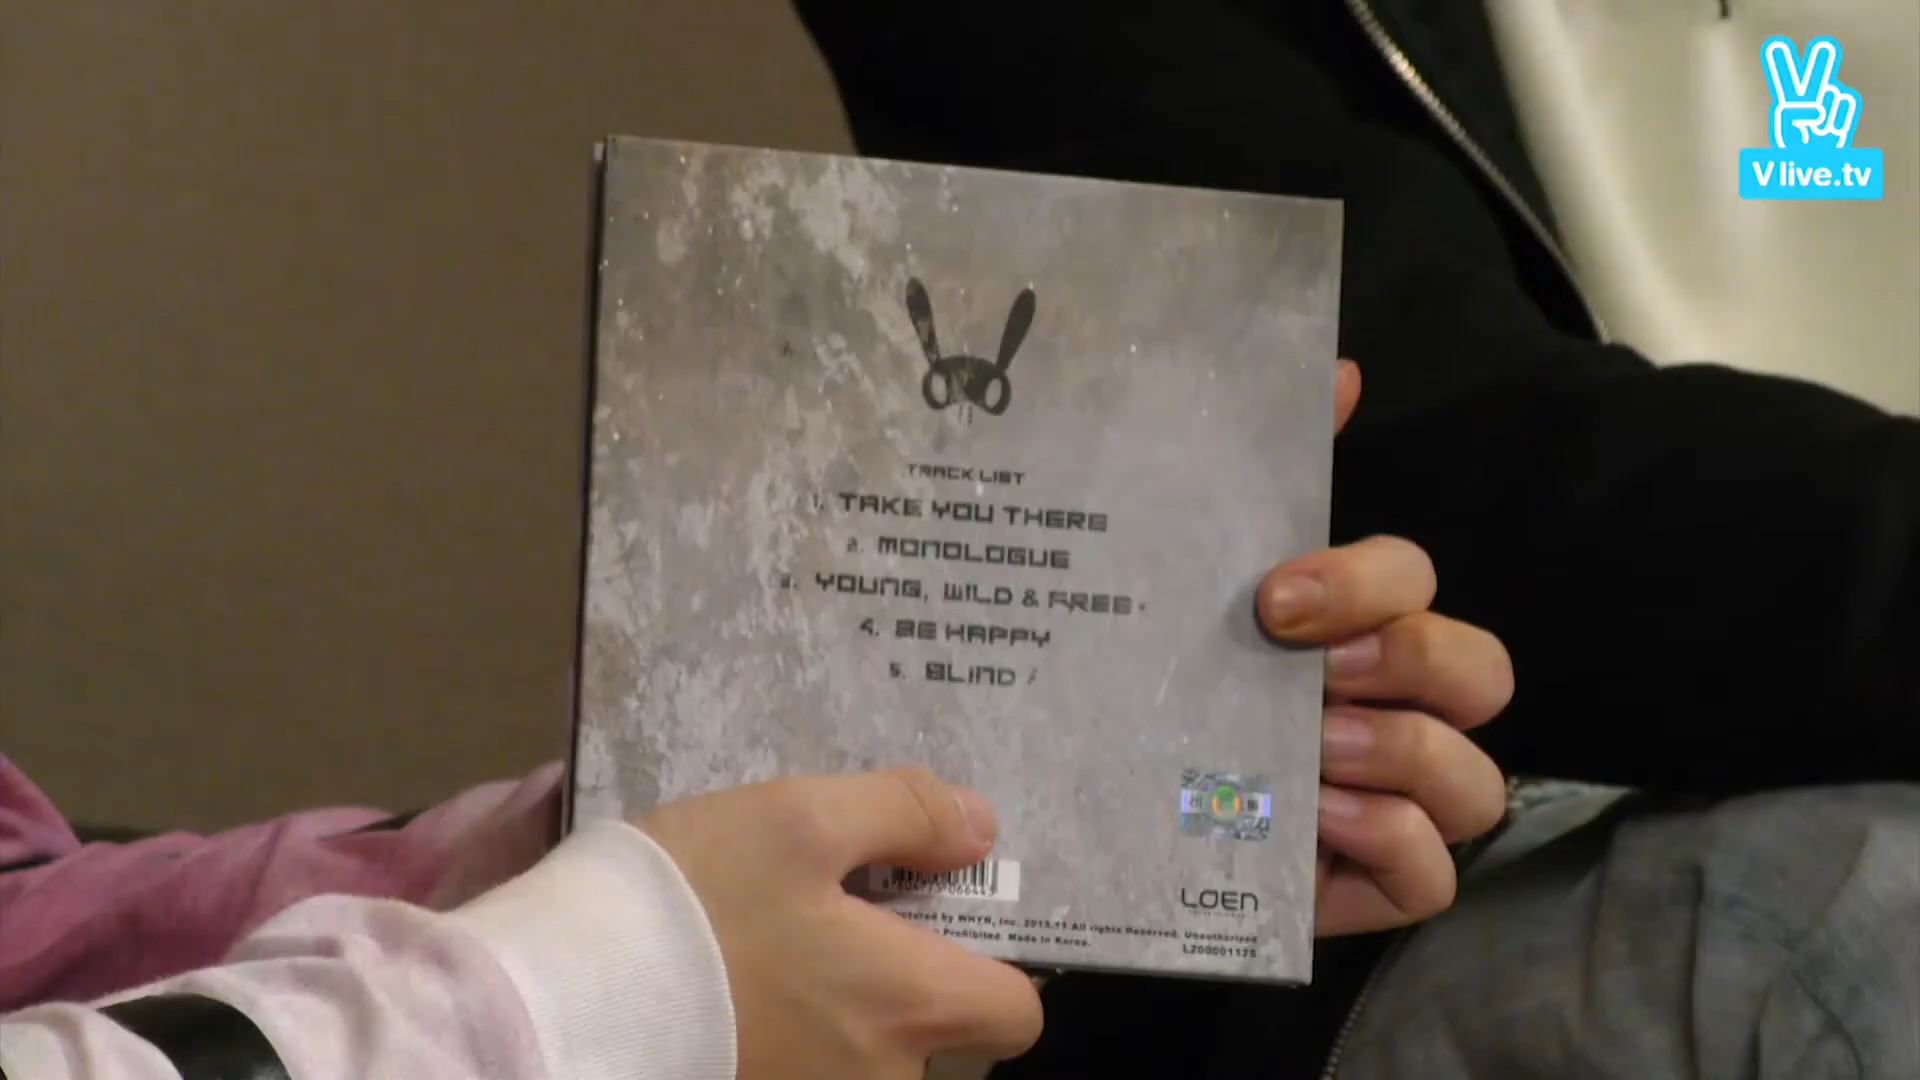 V live.tv
TRACK LIST
1. TAKE YOU THERE
2. MONOLOGUE
3. YOUNG, WILD & FREE
4. BE HAPPY
5. BLIND
LOEN
by WHYN, Inc. 2015.11 All rights Reserved. Unauthorized
Prohibited. Made in Korea.
L200001175